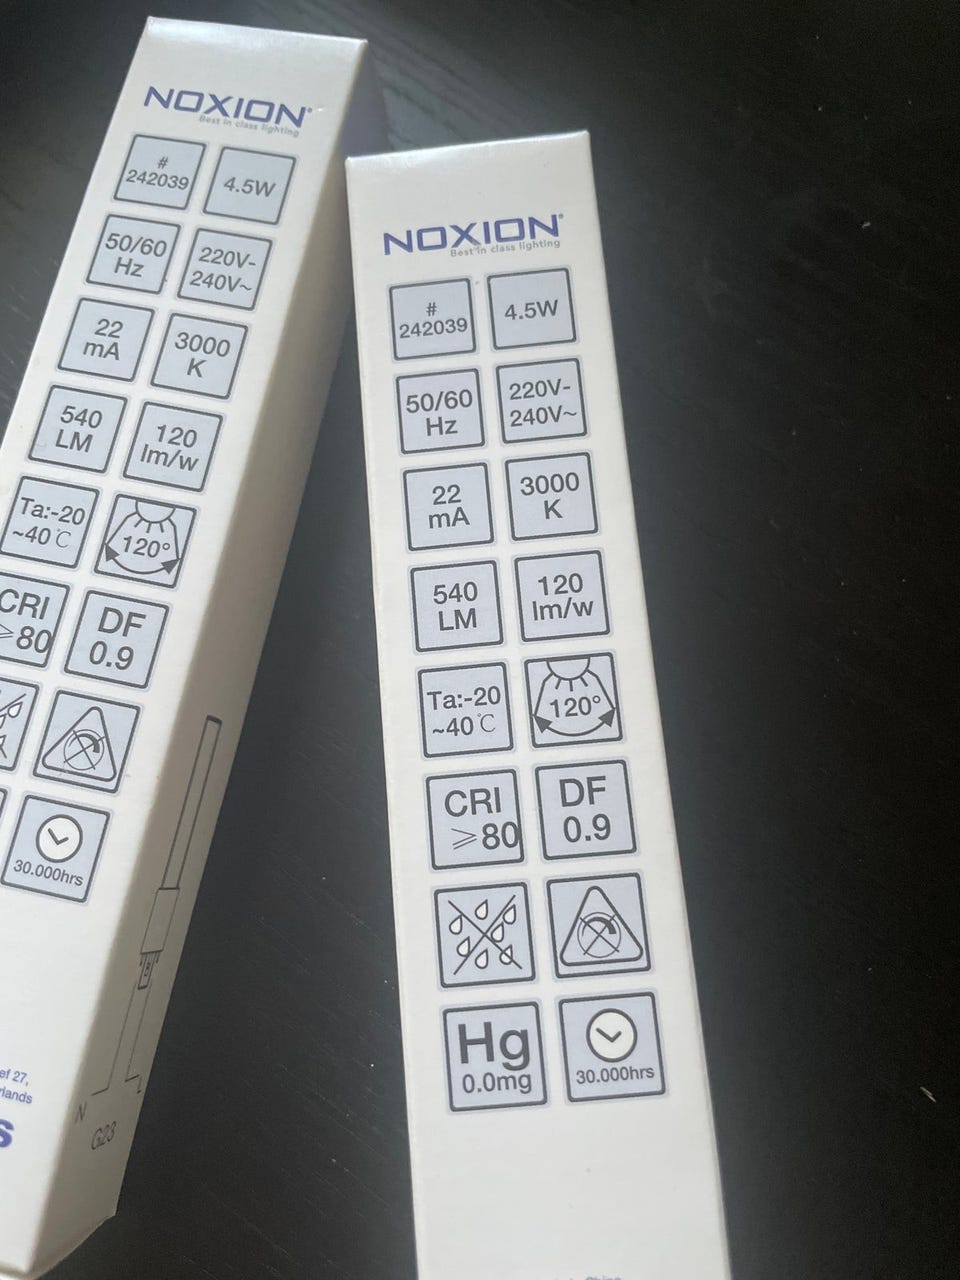 NOXION®
Best in class lighting
#
242039
4.5W
50/60
Hz
220V-
240V~
22
mA
3000
K
540
LM
120
lm/w
Ta:-20
~40℃
120°
CRI
⩾80
DF
0.9
30.000hrs
ef 27,
rlands
s
N
G23
NOXION®
Best in class lighting
#
242039
4.5W
50/60
Hz
220V-
240V~
22
mA
3000
K
540
LM
120
lm/w
Ta:-20
~40℃
120°
CRI
⩾80
DF
0.9
Hg
0.0mg
30.000hrs